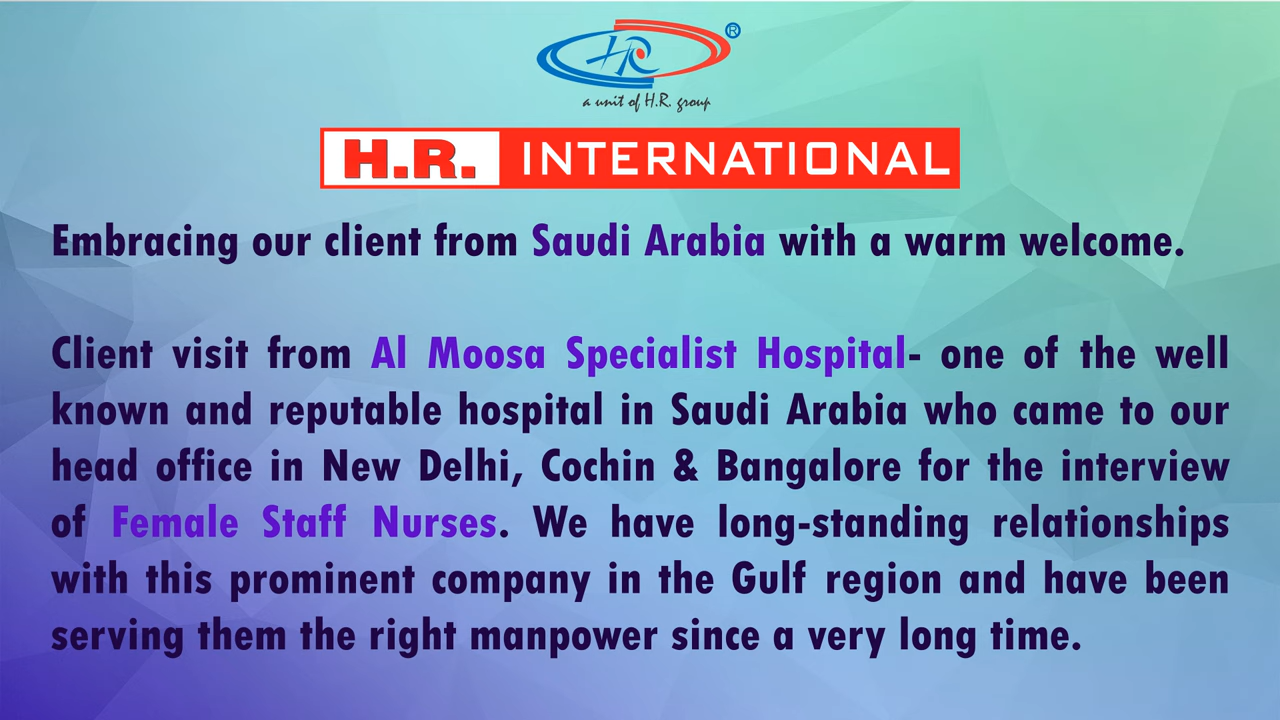 HR ®
a unit of H.R. group
H.R. INTERNATIONAL
Embracing our client from Saudi Arabia with a warm welcome.
Client visit from Al Moosa Specialist Hospital- one of the well
known and reputable hospital in Saudi Arabia who came to our
head office in New Delhi, Cochin & Bangalore for the interview
of Female Staff Nurses. We have long-standing relationships
with this prominent company in the Gulf region and have been
serving them the right manpower since a very long time.